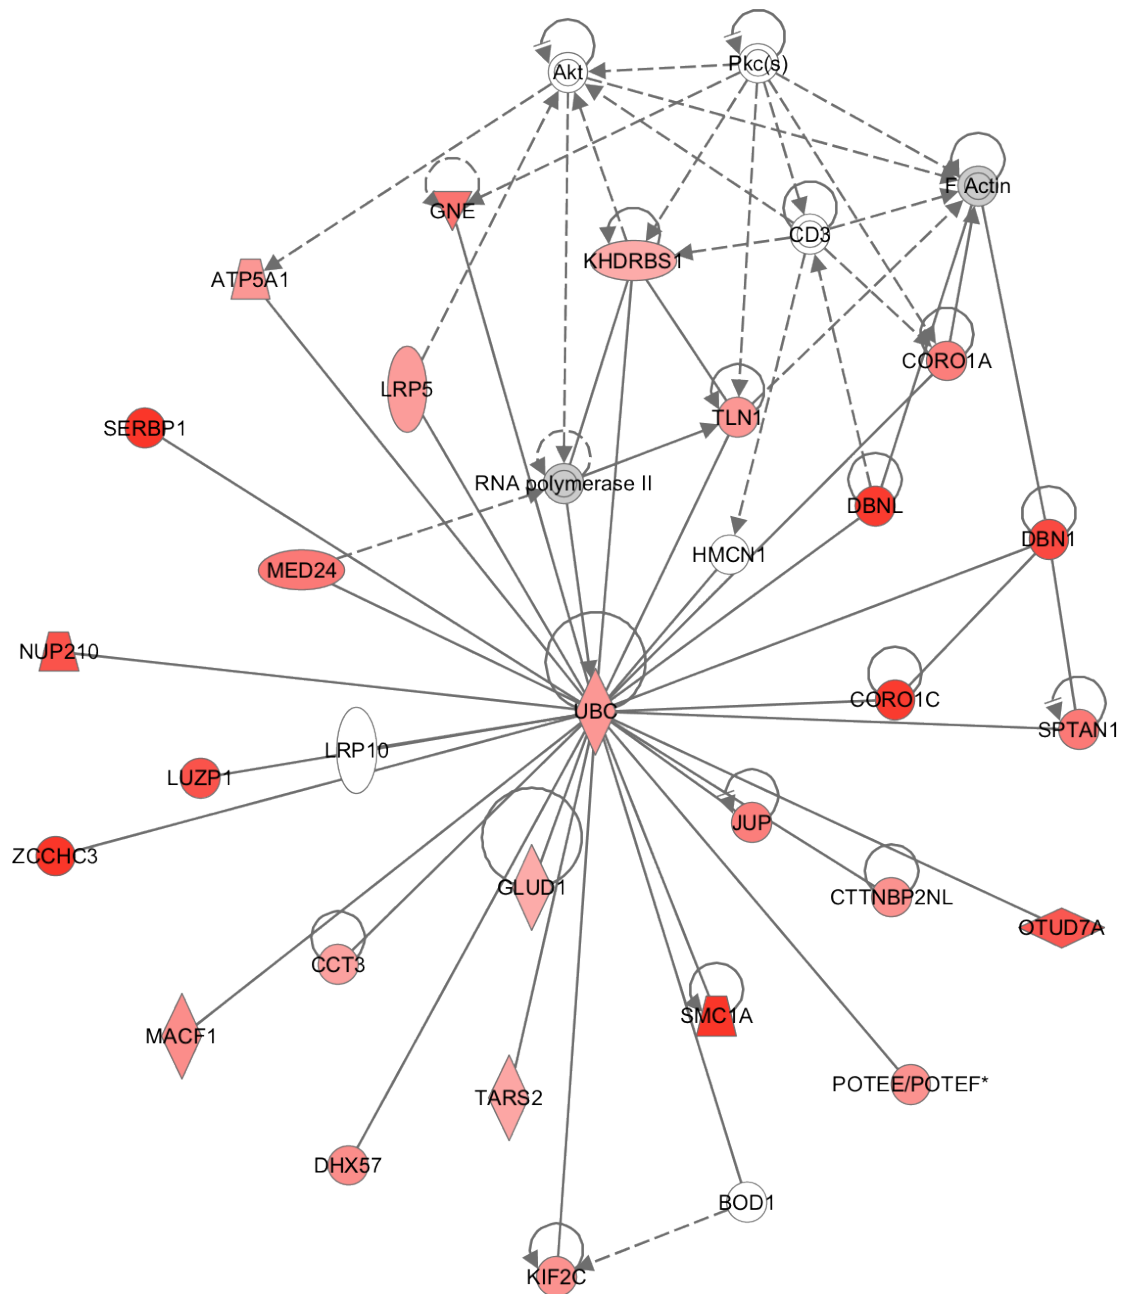 Pkc(s)
Akt
F Actin
GNE
CD3
KHDRBS1
ATP5A1
CORO1A
LRP5
TLN1
SERBP1
RNA polymerase II
DBNL
DBN1
HMCN1
MED24
NUP210
CORO1C
UBC
SPTAN1
LRP10
LUZP1
JUP
ZCCHC3
GLUD1
CTTNBP2NL
OTUD7A
CCT3
SMC1A
MACF1
POTEE/POTEF*
TARS2
DHX57
BOD1
KIF2C